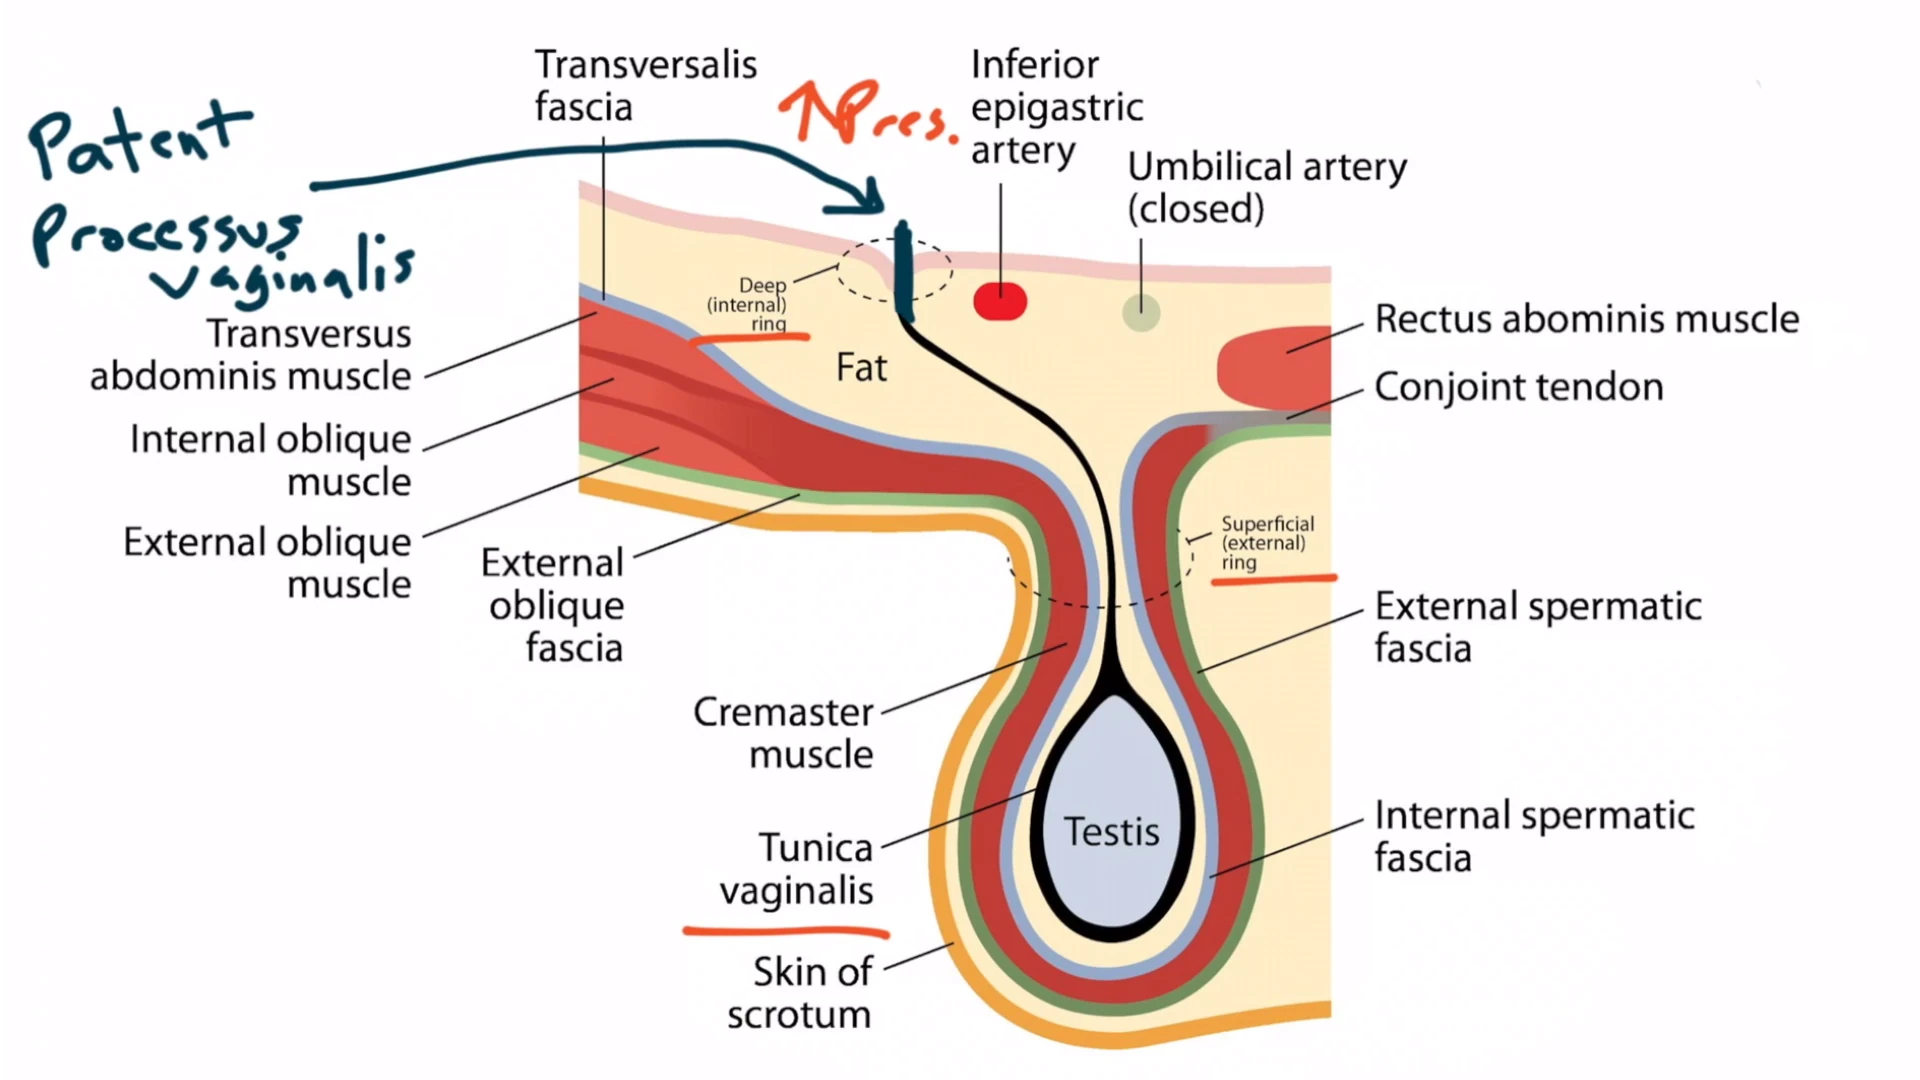 Transversalis
fascia
↑Pres.
Inferior
epigastric
artery
Umbilical artery
(closed)
Patent
Processus
vaginalis
Deep
(internal)
ring
Transversus
abdominis muscle
Fat
Rectus abominis muscle
Conjoint tendon
Internal oblique
muscle
External oblique
muscle
External
oblique
fascia
Superficial
(external)
ring
External spermatic
fascia
Cremaster
muscle
Tunica
vaginalis
Testis
Internal spermatic
fascia
Skin of
scrotum